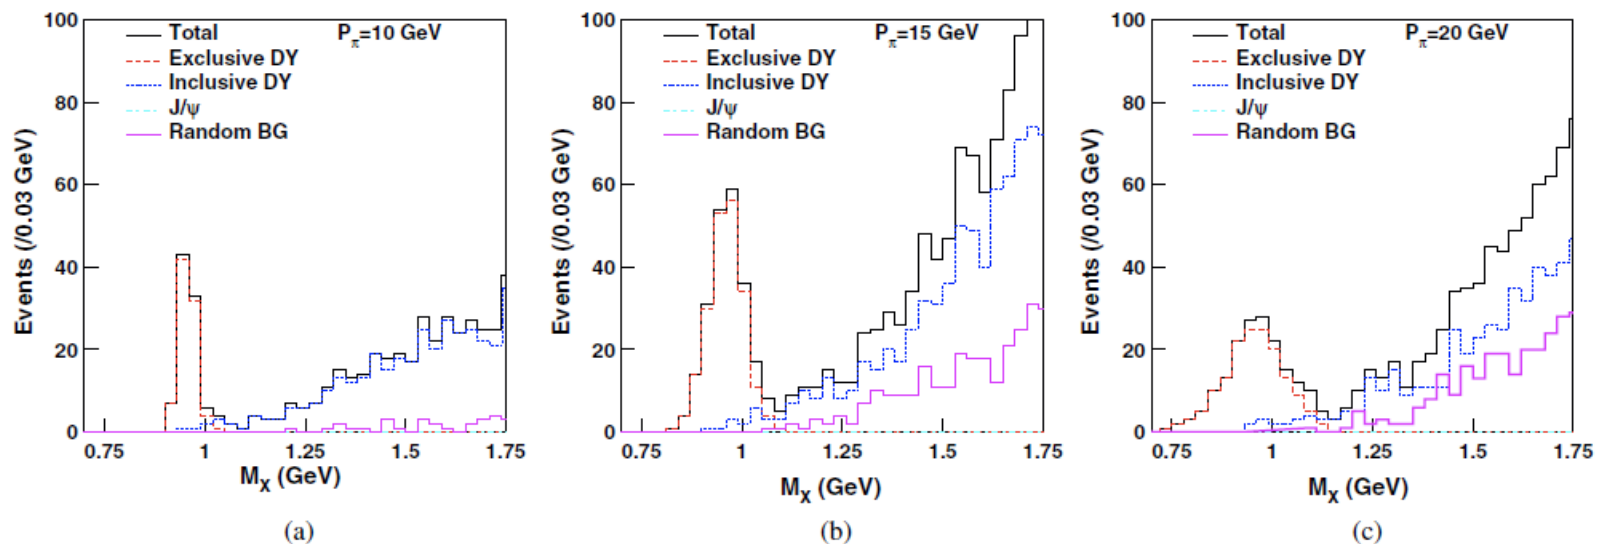 100
80
60
40
20
0
Events (/0.03 GeV)
Total
P_π=10 GeV
Exclusive DY
Inclusive DY
J/ψ
Random BG
0.75 1 1.25 1.5 1.75
M_X (GeV)
(a)
100
80
60
40
20
0
Events (/0.03 GeV)
Total
P_π=15 GeV
Exclusive DY
Inclusive DY
J/ψ
Random BG
0.75 1 1.25 1.5 1.75
M_X (GeV)
(b)
100
80
60
40
20
0
Events (/0.03 GeV)
Total
P_π=20 GeV
Exclusive DY
Inclusive DY
J/ψ
Random BG
0.75 1 1.25 1.5 1.75
M_X (GeV)
(c)